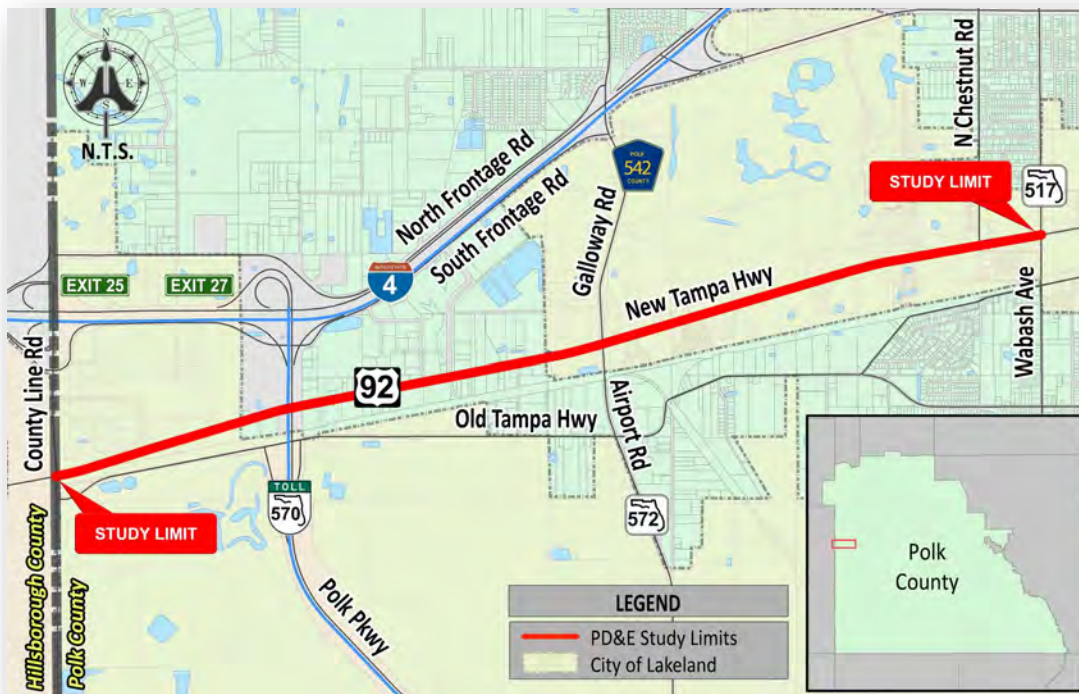 N
W E
S
N.T.S.
EXIT 25
EXIT 27
North Frontage Rd
South Frontage Rd
INTERSTATE
4
POLK
542
COUNTY
Galloway Rd
N Chestnut Rd
STUDY LIMIT
517
Wabash Ave
New Tampa Hwy
County Line Rd
92
Old Tampa Hwy
Airport Rd
572
TOLL
570
Polk Pkwy
STUDY LIMIT
Hillsborough County
Polk County
LEGEND
PD&E Study Limits
City of Lakeland
Polk
County